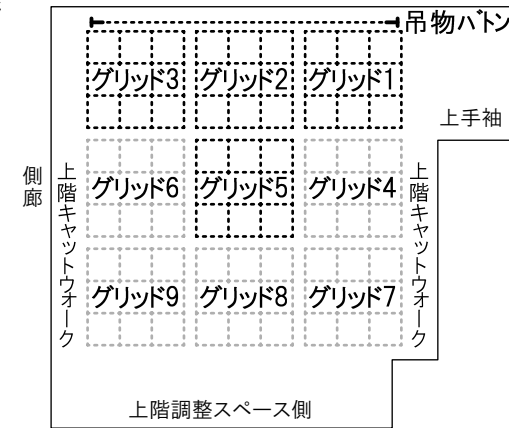 吊物バトン
グリッド3 グリッド2 グリッド1
上手袖
側廊
上階キャットウオーク
グリッド6 グリッド5 グリッド4
上階キャットウオーク
グリッド9 グリッド8 グリッド7
上階調整スペース側